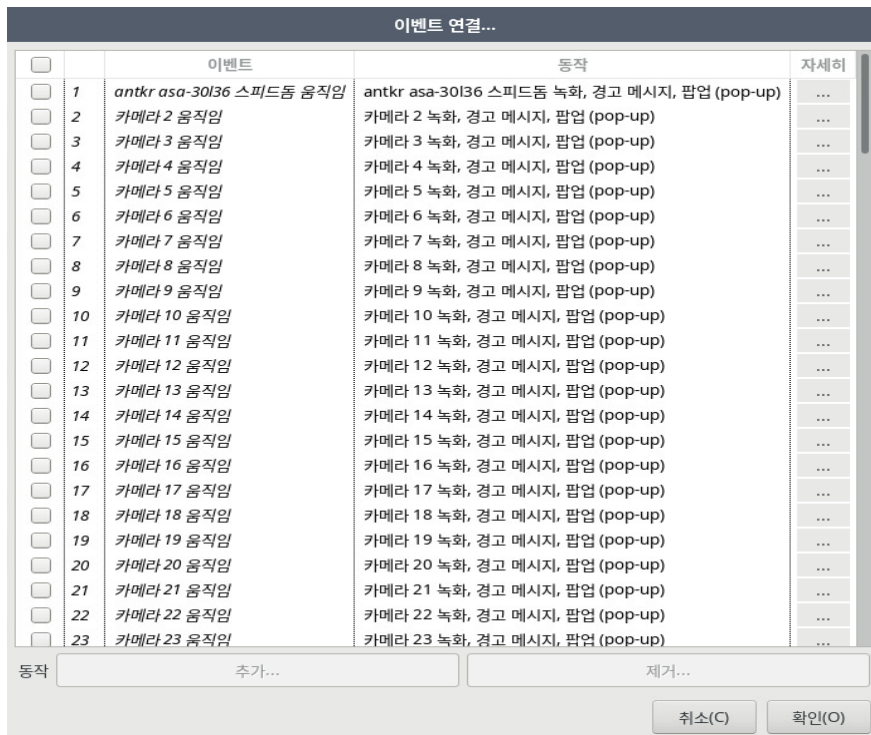 이벤트 연결...
이벤트 동작 자세히
1 antkr asa-30l36 스피드돔 움직임 antkr asa-30l36 스피드돔 녹화, 경고 메시지, 팝업 (pop-up) ...
2 카메라 2 움직임 카메라 2 녹화, 경고 메시지, 팝업 (pop-up) ...
3 카메라 3 움직임 카메라 3 녹화, 경고 메시지, 팝업 (pop-up) ...
4 카메라 4 움직임 카메라 4 녹화, 경고 메시지, 팝업 (pop-up) ...
5 카메라 5 움직임 카메라 5 녹화, 경고 메시지, 팝업 (pop-up) ...
6 카메라 6 움직임 카메라 6 녹화, 경고 메시지, 팝업 (pop-up) ...
7 카메라 7 움직임 카메라 7 녹화, 경고 메시지, 팝업 (pop-up) ...
8 카메라 8 움직임 카메라 8 녹화, 경고 메시지, 팝업 (pop-up) ...
9 카메라 9 움직임 카메라 9 녹화, 경고 메시지, 팝업 (pop-up) ...
10 카메라 10 움직임 카메라 10 녹화, 경고 메시지, 팝업 (pop-up) ...
11 카메라 11 움직임 카메라 11 녹화, 경고 메시지, 팝업 (pop-up) ...
12 카메라 12 움직임 카메라 12 녹화, 경고 메시지, 팝업 (pop-up) ...
13 카메라 13 움직임 카메라 13 녹화, 경고 메시지, 팝업 (pop-up) ...
14 카메라 14 움직임 카메라 14 녹화, 경고 메시지, 팝업 (pop-up) ...
15 카메라 15 움직임 카메라 15 녹화, 경고 메시지, 팝업 (pop-up) ...
16 카메라 16 움직임 카메라 16 녹화, 경고 메시지, 팝업 (pop-up) ...
17 카메라 17 움직임 카메라 17 녹화, 경고 메시지, 팝업 (pop-up) ...
18 카메라 18 움직임 카메라 18 녹화, 경고 메시지, 팝업 (pop-up) ...
19 카메라 19 움직임 카메라 19 녹화, 경고 메시지, 팝업 (pop-up) ...
20 카메라 20 움직임 카메라 20 녹화, 경고 메시지, 팝업 (pop-up) ...
21 카메라 21 움직임 카메라 21 녹화, 경고 메시지, 팝업 (pop-up) ...
22 카메라 22 움직임 카메라 22 녹화, 경고 메시지, 팝업 (pop-up) ...
23 카메라 23 움직임 카메라 23 녹화, 경고 메시지, 팝업 (pop-up) ...
동작 추가... 제거...
취소(C) 확인(O)